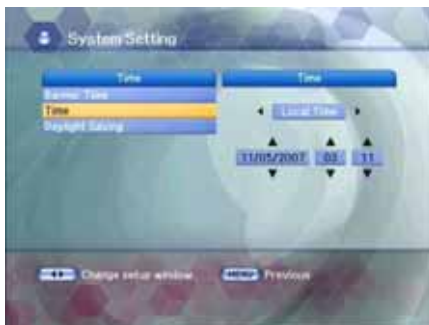 System Setting
Time
Banner Time
Time
Daylight Saving
Time
Local Time
11/05/2007 03 11
Change setup window
MENU Previous